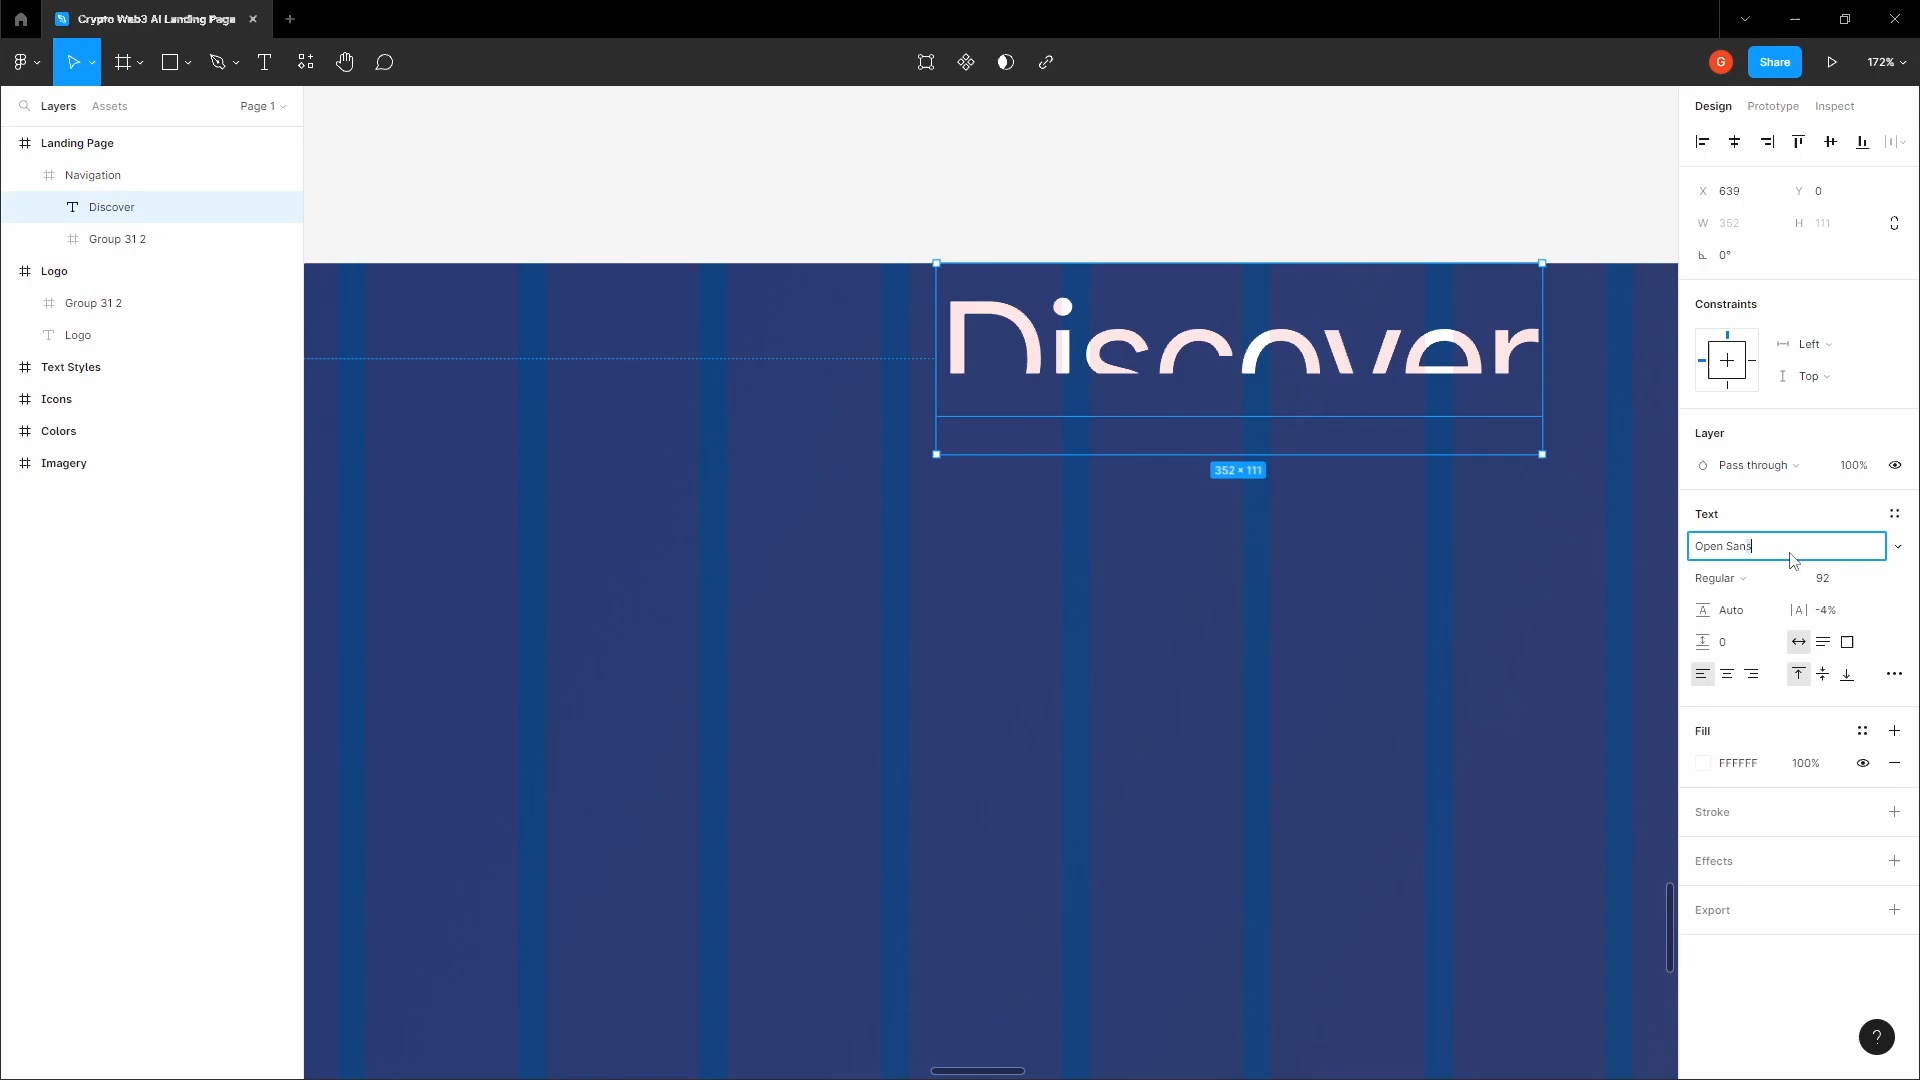 Crypto Web3 AI Landing Page
G
Share
172%
Layers
Assets
Page 1
Landing Page
Navigation
Discover
Group 31 2
Logo
Group 31 2
Logo
Text Styles
Icons
Colors
Imagery
Discover
352 × 111
Design
Prototype
Inspect
X 639
Y 0
W 352
H 111
0°
Constraints
Left
Top
Layer
Pass through
100%
Text
Open Sans
Regular
92
A Auto
|A| -4%
0
Fill
FFFFFF
100%
Stroke
Effects
Export
?